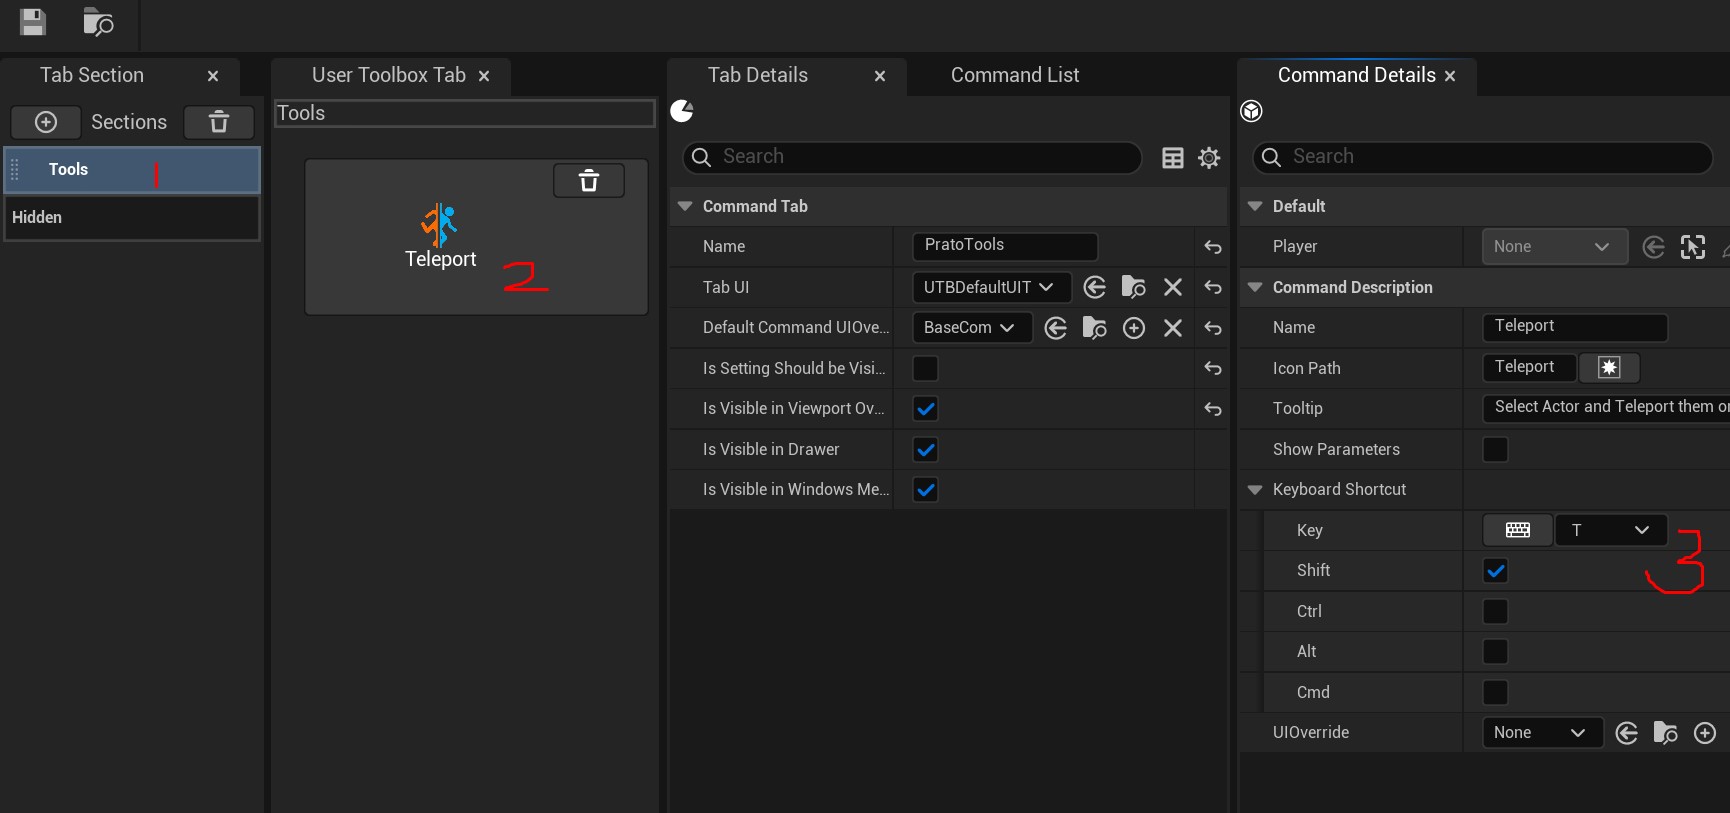 Tab Section
User Toolbox Tab
Tab Details
Command List
Command Details
Sections
Tools
Hidden
1
Tools
Teleport
2
Search
Command Tab
Name PratoTools
Tab UI UTBDefaultUIT
Default Command UIOve... BaseCom
Is Setting Should be Visi...
Is Visible in Viewport Ov...
Is Visible in Drawer
Is Visible in Windows Me...
Search
Default
Player None
Command Description
Name Teleport
Icon Path Teleport
Tooltip Select Actor and Teleport them or
Show Parameters
Keyboard Shortcut
Key T
3
Shift
Ctrl
Alt
Cmd
UIOverride None